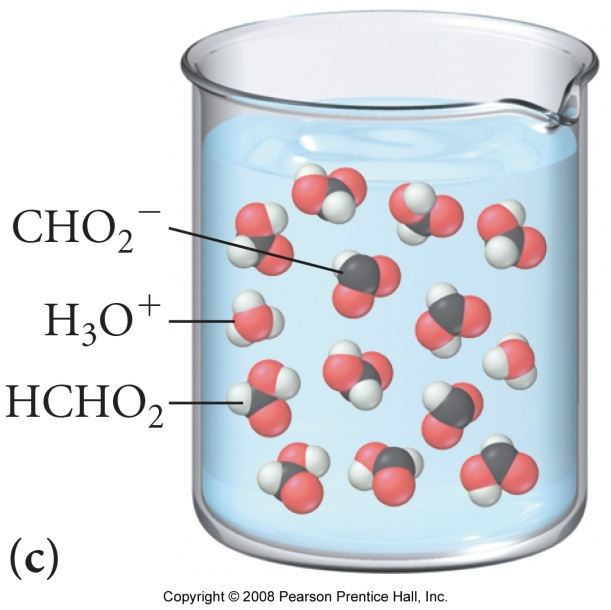 CHO₂⁻
H₃O⁺
HCHO₂
(c)
Copyright © 2008 Pearson Prentice Hall, Inc.